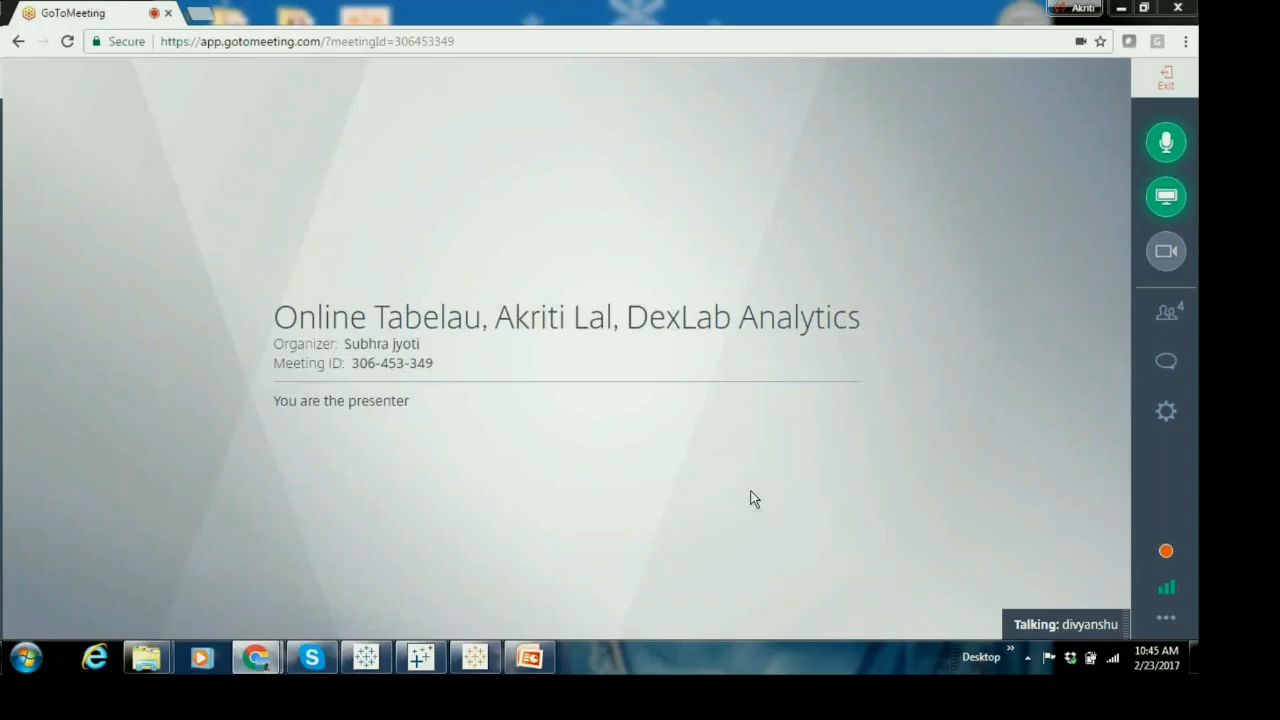 GoToMeeting
Akriti
Secure
https://app.gotomeeting.com/?meetingId=306453349
Exit
4
Online Tabelau, Akriti Lal, DexLab Analytics
Organizer: Subhra jyoti
Meeting ID: 306-453-349
You are the presenter
Talking: divyanshu
Desktop
10:45 AM
2/23/2017